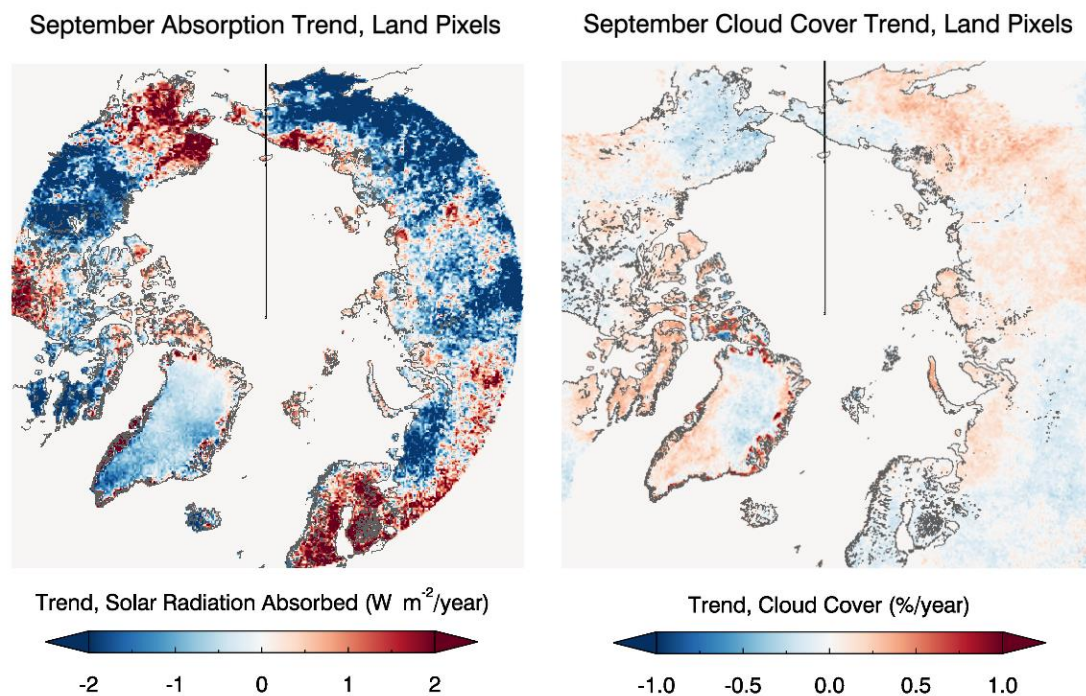 September Absorption Trend, Land Pixels
September Cloud Cover Trend, Land Pixels
Trend, Solar Radiation Absorbed (W m⁻²/year)
-2 -1 0 1 2
Trend, Cloud Cover (%/year)
-1.0 -0.5 0.0 0.5 1.0